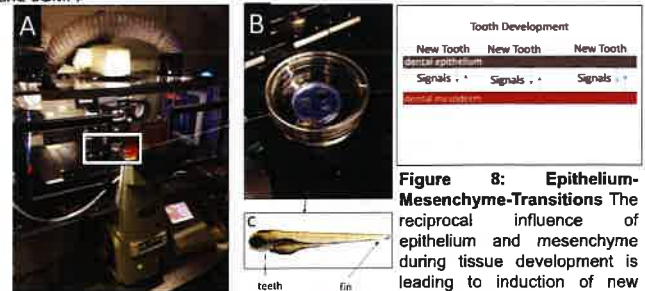 A
B
Tooth Development
New Tooth New Tooth New Tooth
dental epithelium
Signals Signals Signals
dental mesoderm
Figure 8: Epithelium-
Mesenchyme-Transitions The
reciprocal influence of
epithelium and mesenchyme
during tissue development is
leading to induction of new
C
teeth fin